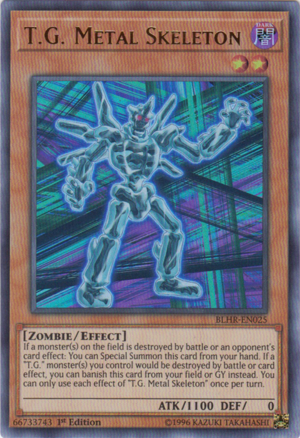 T.G. METAL SKELETON
DARK
闇
BLHR-EN025
[ZOMBIE/EFFECT]
If a monster(s) on the field is destroyed by battle or an opponent's
card effect: You can Special Summon this card from your hand. If a
"T.G." monster(s) you control would be destroyed by battle or card
effect, you can banish this card from your field or GY instead. You
can only use each effect of "T.G. Metal Skeleton" once per turn.
ATK/1100 DEF/ 0
66733743 1st Edition ©1996 KAZUKI TAKAHASHI